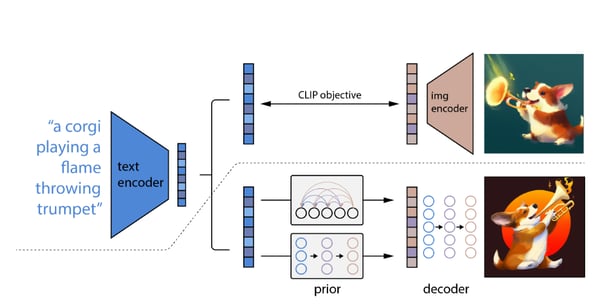 "a corgi
playing a
flame
throwing
trumpet"
text
encoder
CLIP objective
img
encoder
prior
decoder